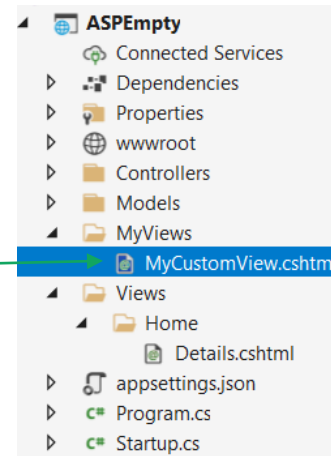 ASPEmpty
Connected Services
Dependencies
Properties
wwwroot
Controllers
Models
MyViews
MyCustomView.cshtm
Views
Home
Details.cshtml
appsettings.json
C# Program.cs
C# Startup.cs